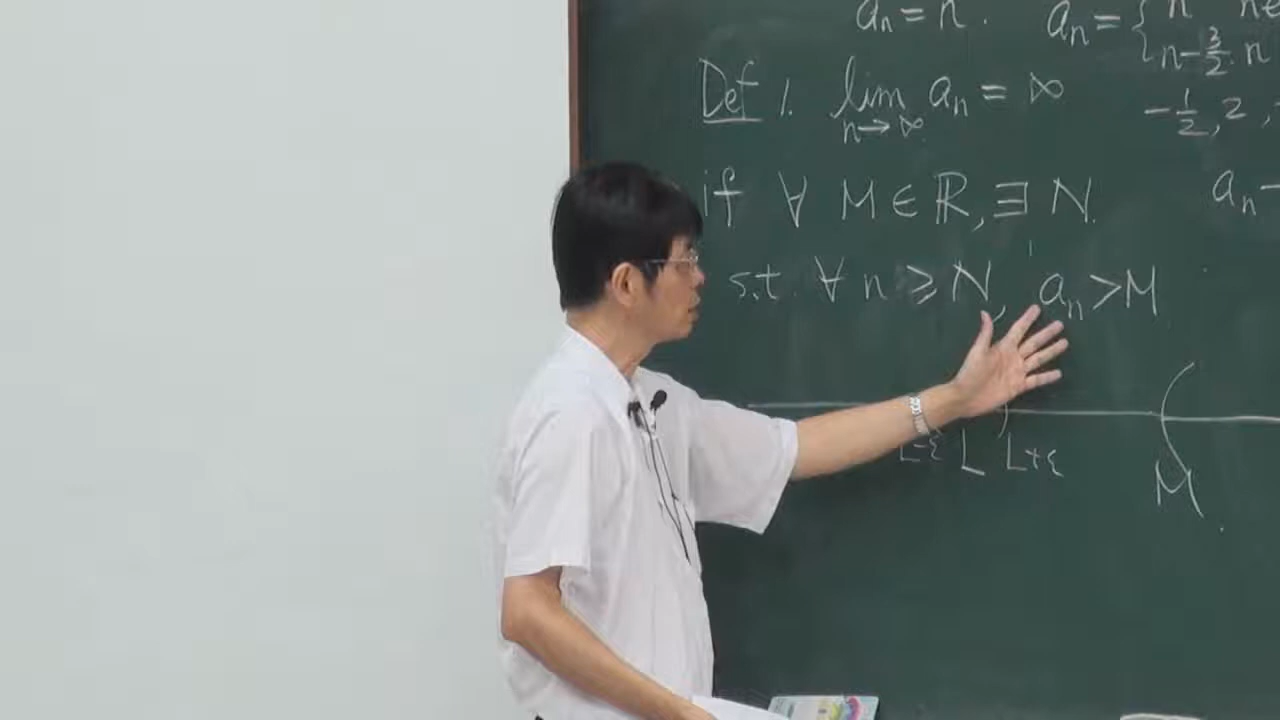 aₙ = n. aₙ = { n
n - 3/2. n
Def 1. lim aₙ = ∞
n→∞
-1/2, 2,
if ∀ M ∈ ℝ, ∃ N.
aₙ
s.t. ∀ n ≥ N, aₙ > M
L-ε L L+ε
M